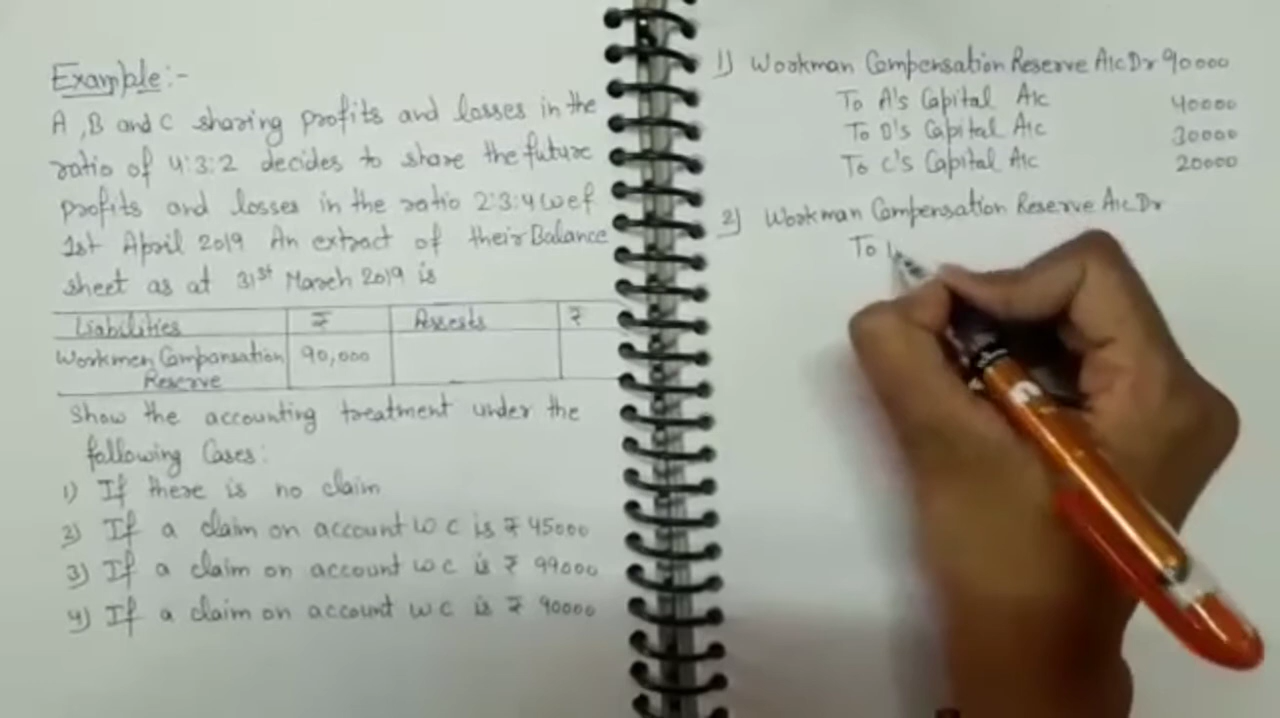 Example:-
A, B and C sharing profits and losses in the
ratio of 4:3:2 decides to share the future
profits and losses in the ratio 2:3:4 wef
1st April 2019 An extract of their Balance
sheet as at 31st March 2019 is
Liabilities ₹ Assests ₹
Workmen Compansation 90,000
Reserve
Show the accounting treatment under the
following Cases:
1) If there is no claim
2) If a claim on account W C is ₹ 45000
3) If a claim on account W C is ₹ 99000
4) If a claim on account W C is ₹ 90000
1) Workman Compensation Reserve A/c Dr 90000
To A's Capital A/c 40000
To B's Capital A/c 30000
To C's Capital A/c 20000
2) Workman Compensation Reserve A/c Dr
To